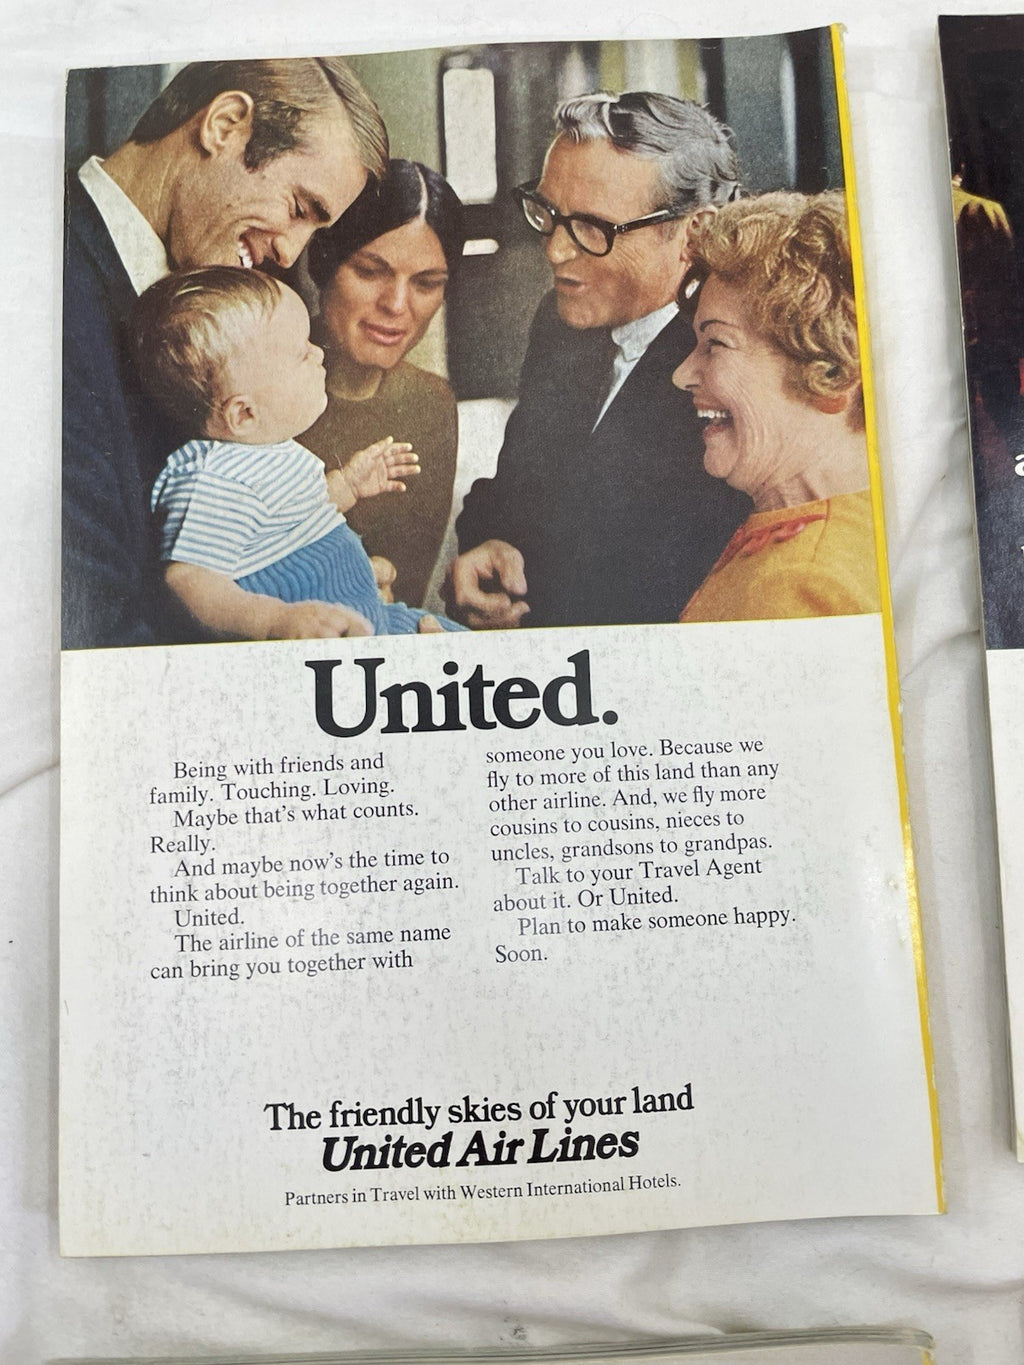 United.
Being with friends and
family. Touching. Loving.
Maybe that's what counts.
Really.
And maybe now's the time to
think about being together again.
United.
The airline of the same name
can bring you together with
someone you love. Because we
fly to more of this land than any
other airline. And, we fly more
cousins to cousins, nieces to
uncles, grandsons to grandpas.
Talk to your Travel Agent
about it. Or United.
Plan to make someone happy.
Soon.
The friendly skies of your land
United Air Lines
Partners in Travel with Western International Hotels.